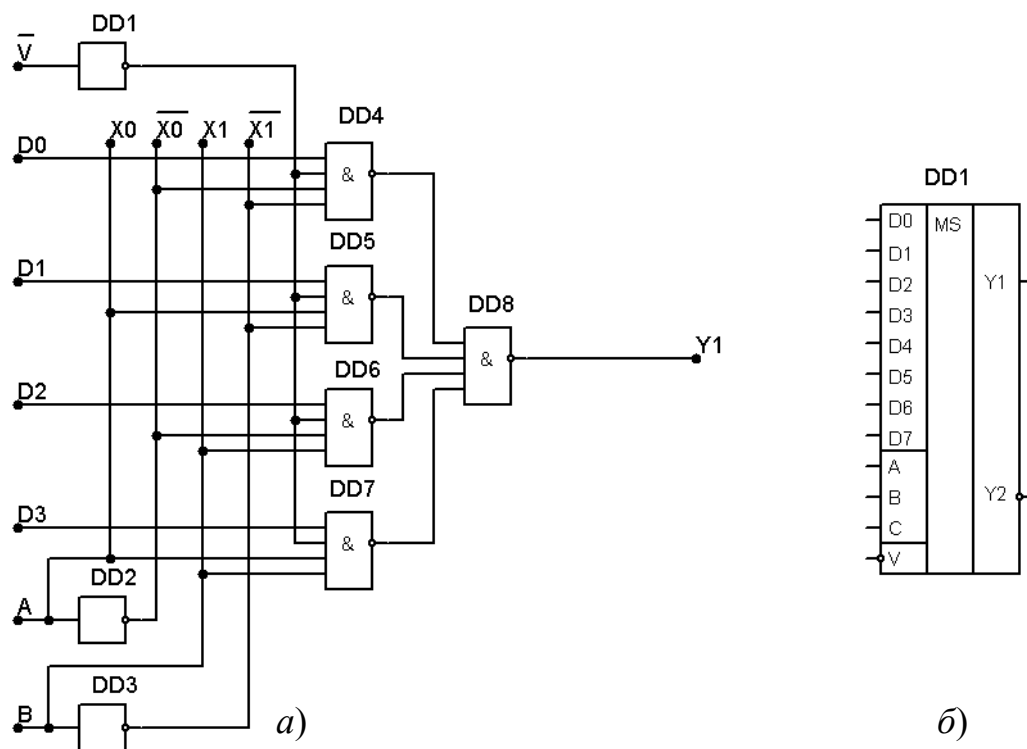 DD1
V̅
X0 X̅0̅ X1 X̅1̅
DD4
D0
&
DD5
D1
&
DD8
&
Y1
DD6
D2
&
DD7
D3
&
DD2
A
DD3
B
а)
DD1
D0 MS
D1
D2 Y1
D3
D4
D5
D6
D7
A
B Y2
C
V
б)